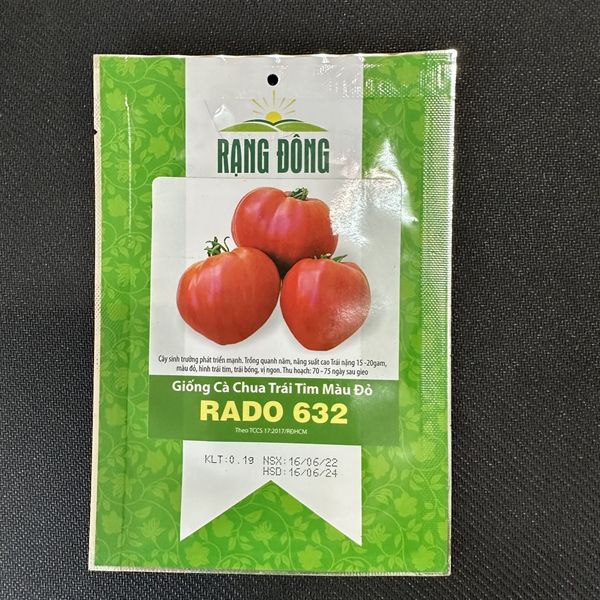 RẠNG ĐÔNG
Cây sinh trưởng phát triển mạnh. Trồng quanh năm, năng suất cao Trái nặng 15 -20gam,
màu đỏ, hình trái tim, trái bóng, vị ngon. Thu hoạch: 70 - 75 ngày sau gieo
Giống Cà Chua Trái Tim Màu Đỏ
RADO 632
Theo TCCS 17:2017/RĐHCM
KLT:0.1g NSX:16/06/22
HSD:16/06/24